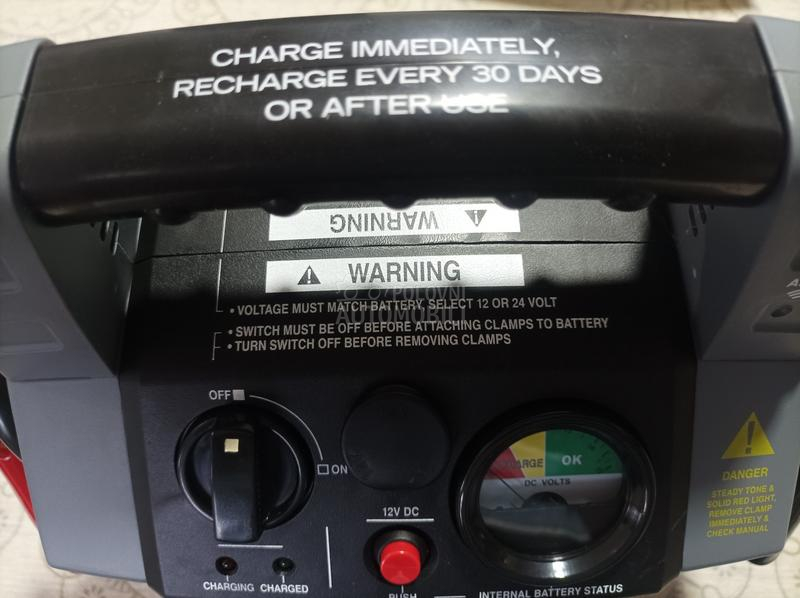 CHARGE IMMEDIATELY,
RECHARGE EVERY 30 DAYS
OR AFTER USE
WARNING
WARNING
• VOLTAGE MUST MATCH BATTERY, SELECT 12 OR 24 VOLT
• SWITCH MUST BE OFF BEFORE ATTACHING CLAMPS TO BATTERY
• TURN SWITCH OFF BEFORE REMOVING CLAMPS
POLOVNI
AUTOMOBILI
OFF
ON
CHARGING CHARGED
12V DC
PUSH
OK
DC VOLTS
INTERNAL BATTERY STATUS
DANGER
STEADY TONE &
SOLID RED LIGHT,
REMOVE CLAMP
IMMEDIATELY &
CHECK MANUAL